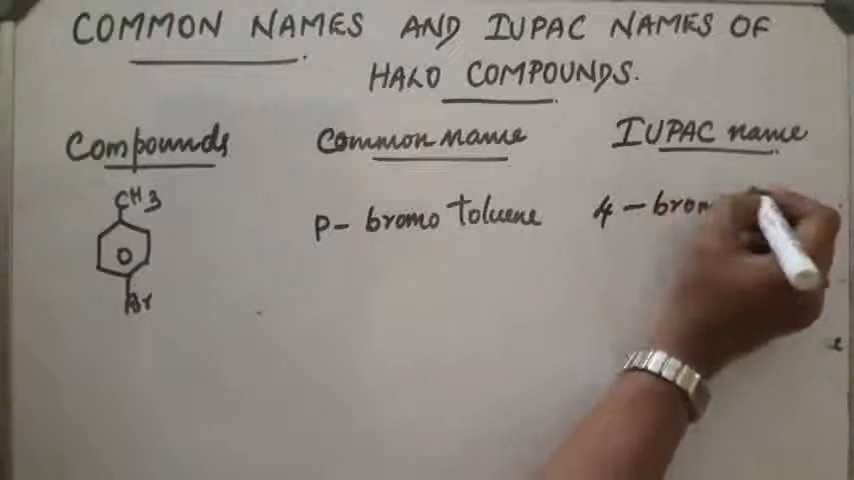 COMMON NAMES AND IUPAC NAMES OF
HALO COMPOUNDS.
Compounds Common name IUPAC name
CH3
P- bromo toluene 4-brom
Br